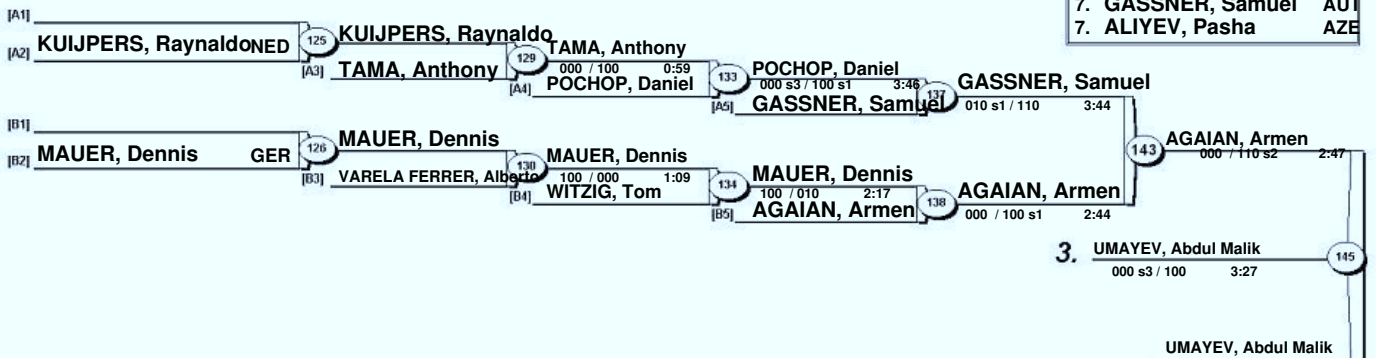 7. GASSNER, Samuel AUT
7. ALIYEV, Pasha AZE
[A1]
[A2] KUIJPERS, Raynaldo NED
125
KUIJPERS, Raynaldo
[A3] TAMA, Anthony
129
TAMA, Anthony
000 / 100 0:59
[A4] POCHOP, Daniel
133
POCHOP, Daniel
000 s3 / 100 s1 3:46
[A5] GASSNER, Samuel
137
GASSNER, Samuel
010 s1 / 110 3:44
[B1]
[B2] MAUER, Dennis GER
126
MAUER, Dennis
[B3] VARELA FERRER, Alberto
130
MAUER, Dennis
100 / 000 1:09
[B4] WITZIG, Tom
134
MAUER, Dennis
100 / 010 2:17
[B5] AGAIAN, Armen
138
AGAIAN, Armen
000 / 100 s1 2:44
143
AGAIAN, Armen
000 / 110 s2 2:47
3. UMAYEV, Abdul Malik
000 s3 / 100 3:27
145
UMAYEV, Abdul Malik